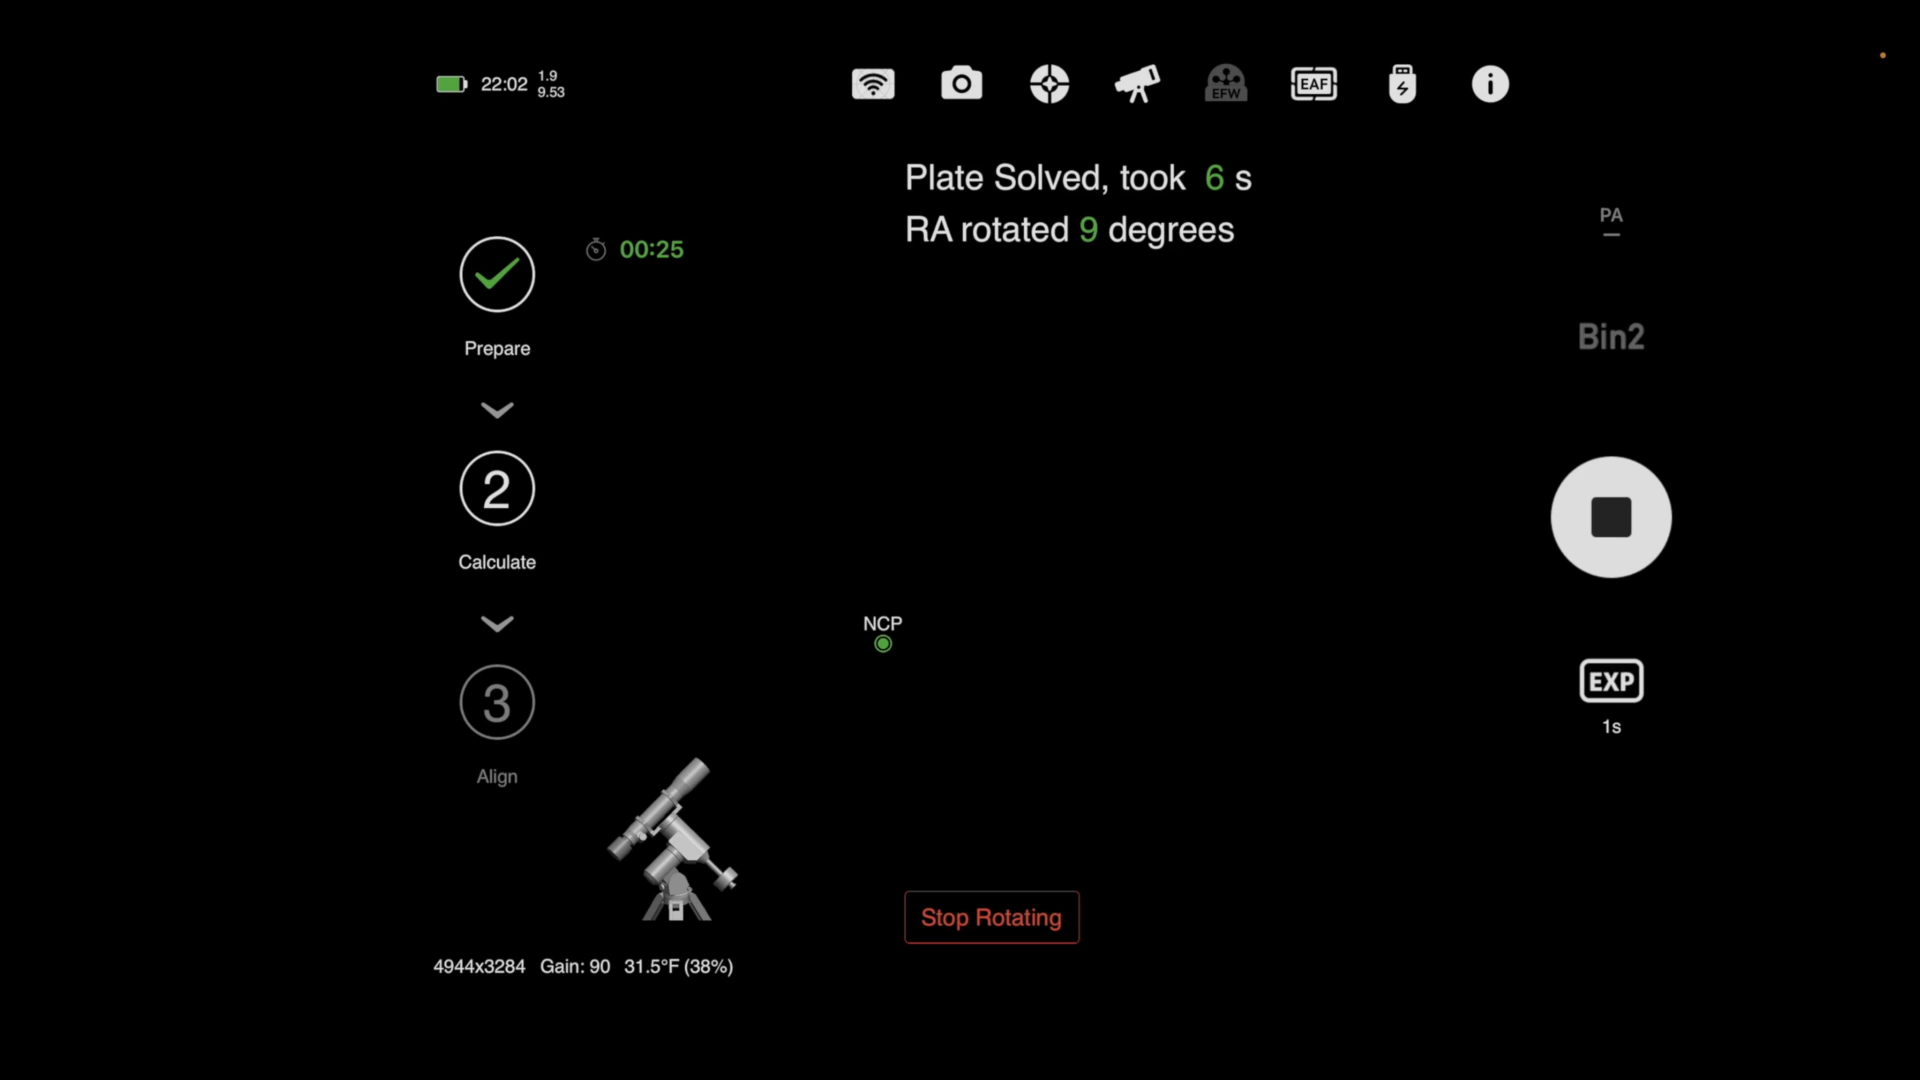 22:02
1.9
9.53
EFW
EAF
Plate Solved, took 6 s
RA rotated 9 degrees
00:25
Prepare
2
Calculate
3
Align
NCP
Stop Rotating
PA
Bin2
EXP
1s
4944x3284 Gain: 90 31.5°F (38%)